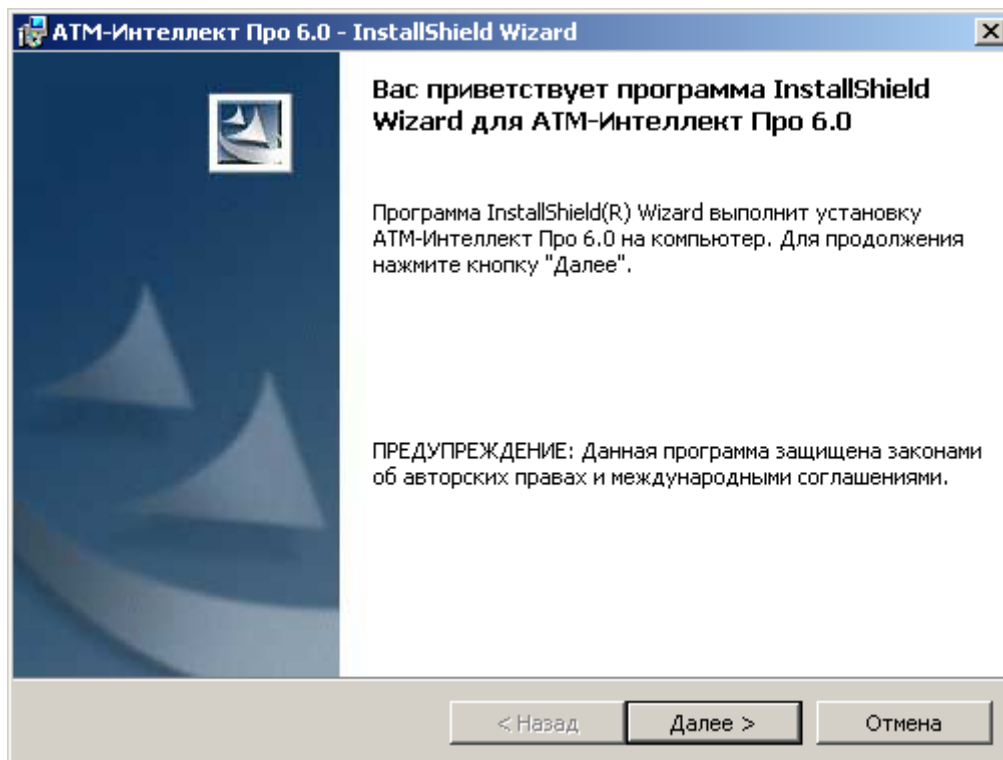 АТМ-Интеллект Про 6.0 - InstallShield Wizard
Вас приветствует программа InstallShield
Wizard для АТМ-Интеллект Про 6.0
Программа InstallShield(R) Wizard выполнит установку
АТМ-Интеллект Про 6.0 на компьютер. Для продолжения
нажмите кнопку "Далее".
ПРЕДУПРЕЖДЕНИЕ: Данная программа защищена законами
об авторских правах и международными соглашениями.
< Назад
Далее >
Отмена